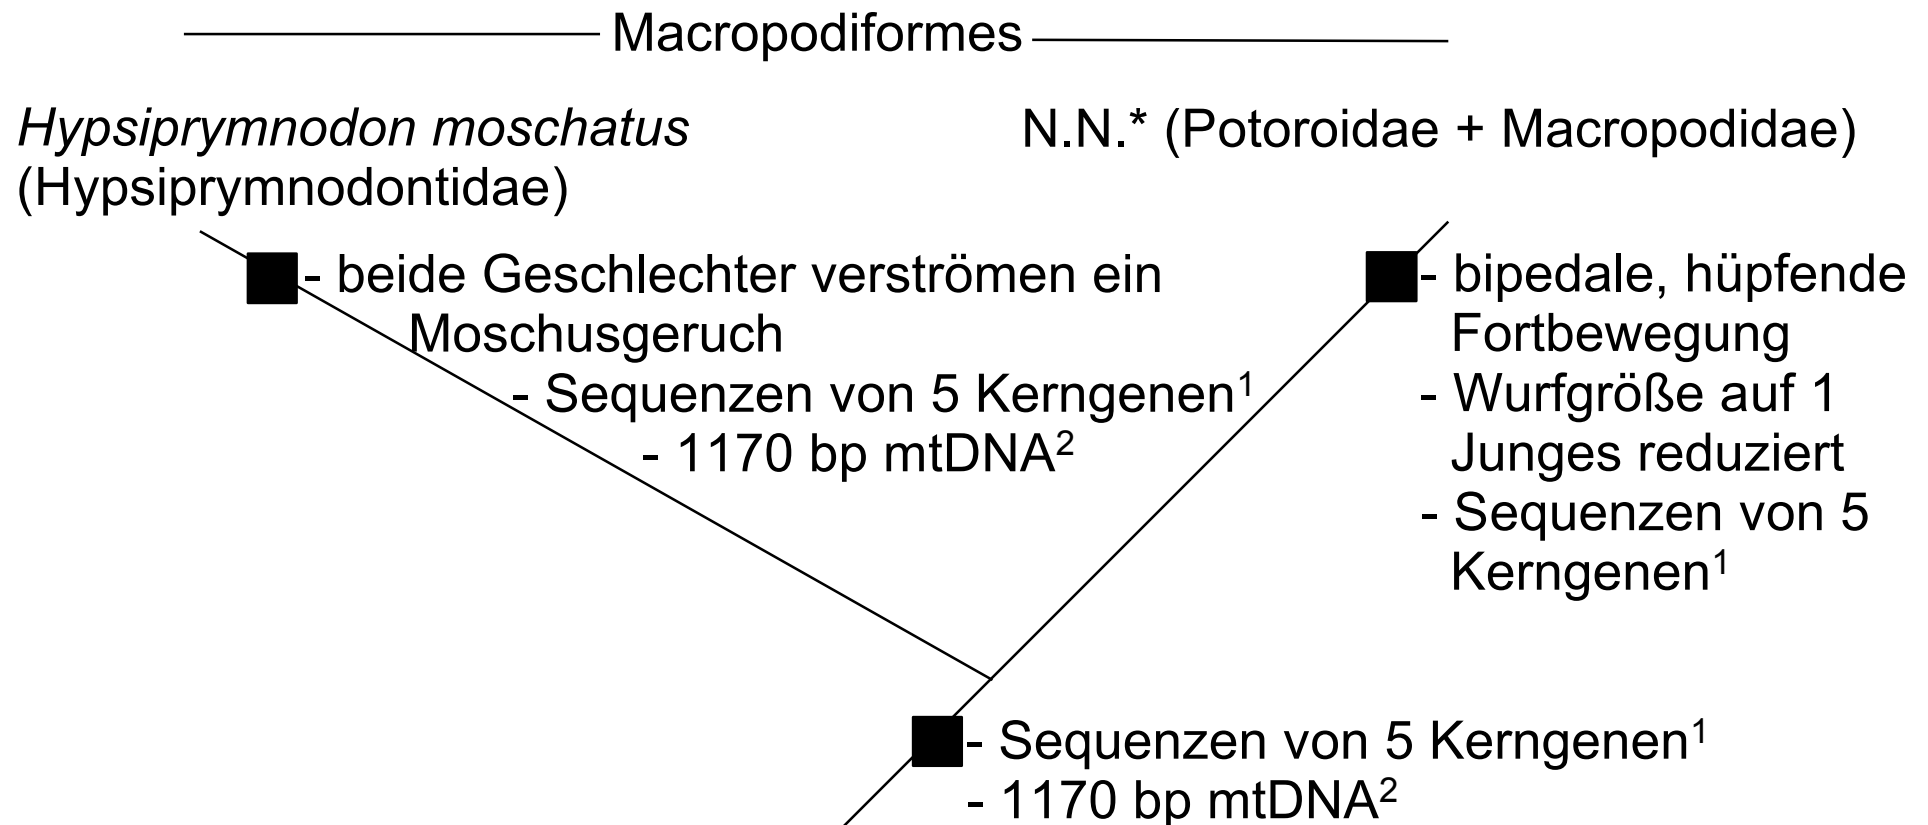 Macropodiformes
Hypsiprymnodon moschatus
(Hypsiprymnodontidae)
N.N.* (Potoroidae + Macropodidae)
- beide Geschlechter verströmen ein
Moschusgeruch
- Sequenzen von 5 Kerngenen¹
- 1170 bp mtDNA²
- bipedale, hüpfende
Fortbewegung
- Wurfgröße auf 1
Junges reduziert
- Sequenzen von 5
Kerngenen¹
- Sequenzen von 5 Kerngenen¹
- 1170 bp mtDNA²